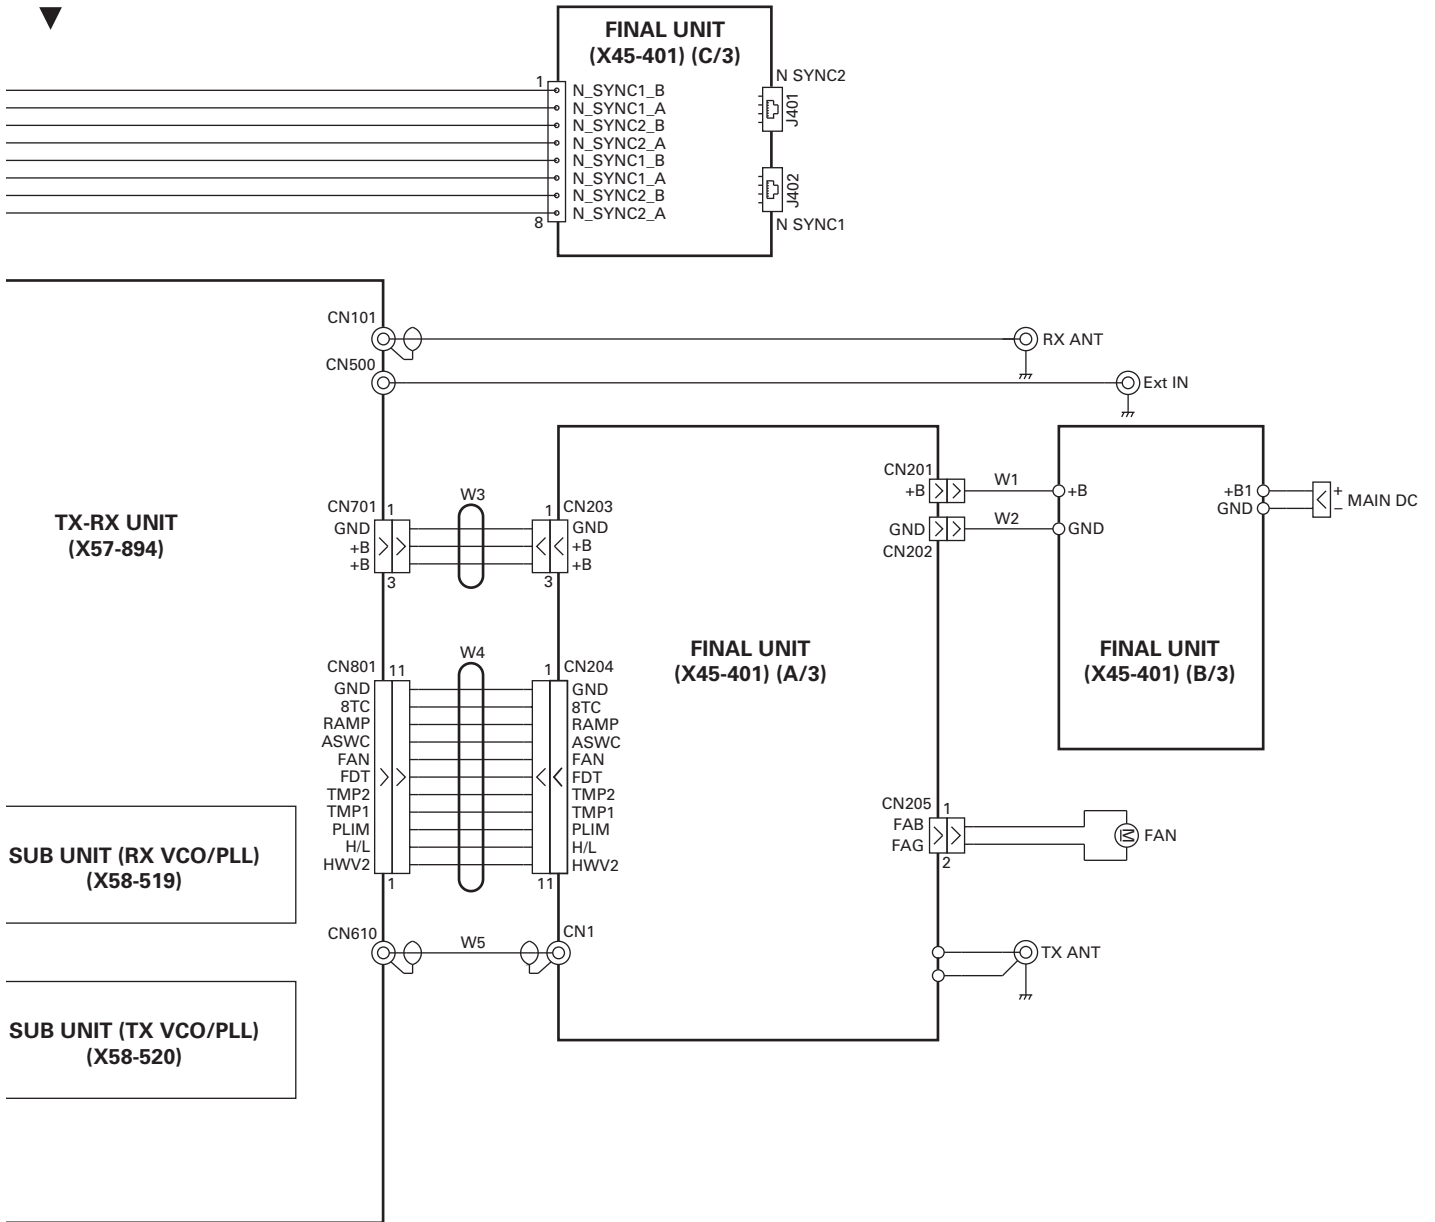 FINAL UNIT
(X45-401) (C/3)
N SYNC2
1
N_SYNC1_B
N_SYNC1_A
N_SYNC2_B
N_SYNC2_A
N_SYNC1_B
N_SYNC1_A
N_SYNC2_B
N_SYNC2_A
8
J401
J402
N SYNC1
CN101
RX ANT
CN500
Ext IN
TX-RX UNIT
(X57-894)
CN701
1
GND
+B
+B
3
W3
1
CN203
GND
+B
+B
3
CN201
+B
W1
+B
GND
W2
GND
CN202
+B1
GND
+
−
MAIN DC
FINAL UNIT
(X45-401) (A/3)
FINAL UNIT
(X45-401) (B/3)
CN801
11
GND
8TC
RAMP
ASWC
FAN
FDT
TMP2
TMP1
PLIM
H/L
HWV2
1
W4
1
CN204
GND
8TC
RAMP
ASWC
FAN
FDT
TMP2
TMP1
PLIM
H/L
HWV2
11
CN205
1
FAB
FAG
2
M
FAN
SUB UNIT (RX VCO/PLL)
(X58-519)
CN610
W5
CN1
TX ANT
SUB UNIT (TX VCO/PLL)
(X58-520)